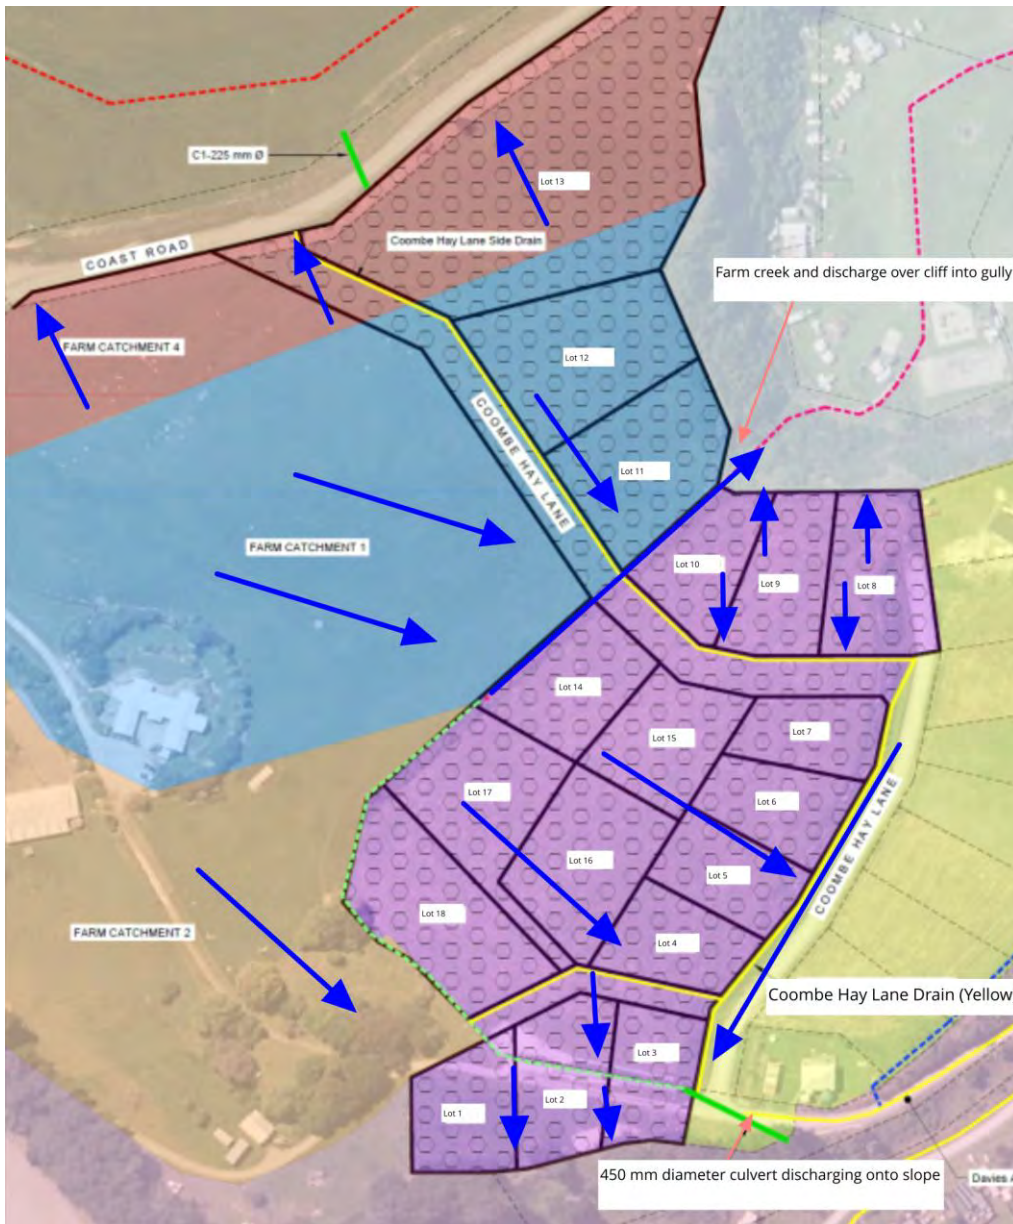 C1-225 mm Ø
Lot 13
Coombe Hay Lane Side Drain
COAST ROAD
Farm creek and discharge over cliff into gully
FARM CATCHMENT 4
Lot 12
COOMBE HAY LANE
Lot 11
FARM CATCHMENT 1
Lot 10
Lot 9
Lot 8
Lot 14
Lot 15
Lot 7
Lot 17
Lot 6
COOMBE HAY LANE
Lot 16
Lot 5
Lot 18
FARM CATCHMENT 2
Lot 4
Coombe Hay Lane Drain (Yellow
Lot 3
Lot 2
Lot 1
450 mm diameter culvert discharging onto slope
Davies A